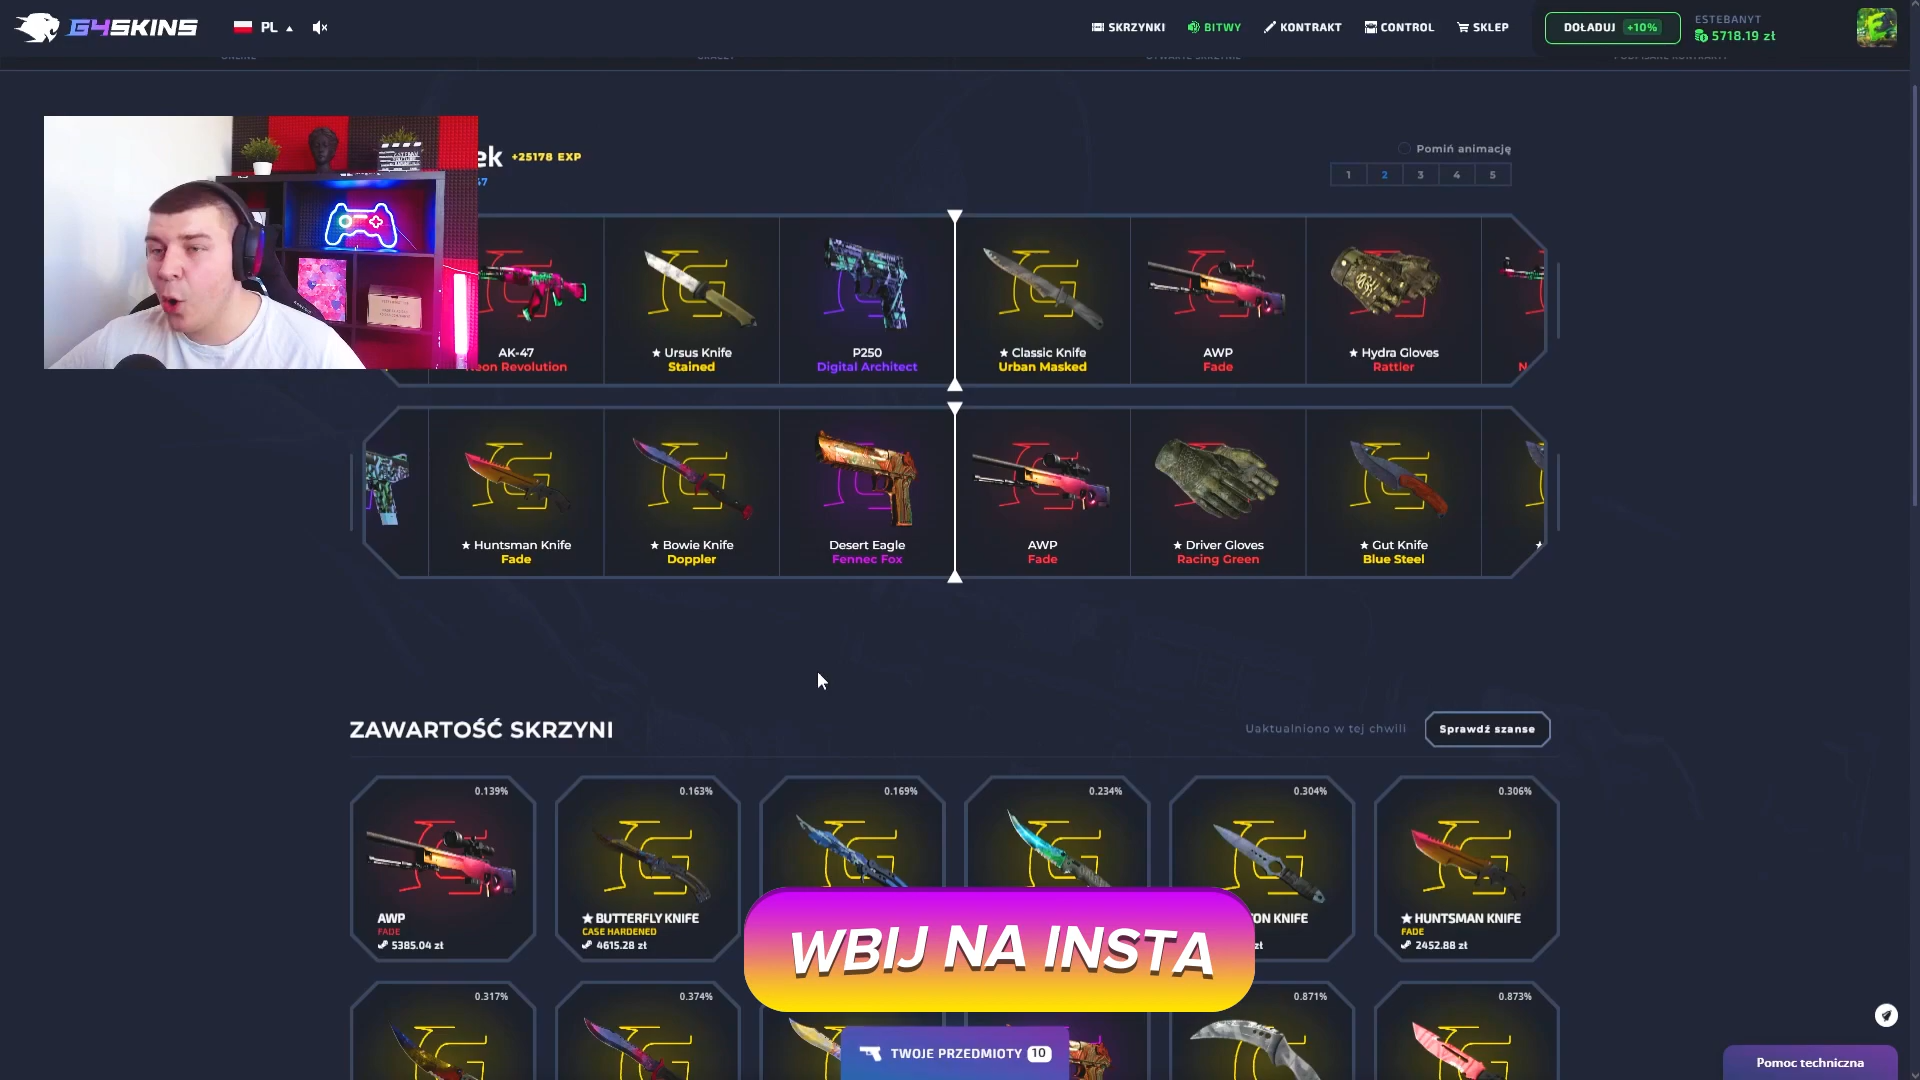 G4SKINS
PL
SKRZYNKI
BITWY
KONTRAKT
CONTROL
SKLEP
DOŁADUJ +10%
ESTEBANYT
5718.19 zł
ek +25178 EXP
47
Pomiń animację
1 2 3 4 5
AK-47
eon Revolution
★ Ursus Knife
Stained
P250
Digital Architect
★ Classic Knife
Urban Masked
AWP
Fade
★ Hydra Gloves
Rattler
N
★ Huntsman Knife
Fade
★ Bowie Knife
Doppler
Desert Eagle
Fennec Fox
AWP
Fade
★ Driver Gloves
Racing Green
★ Gut Knife
Blue Steel
★
ZAWARTOŚĆ SKRZYNI
Uaktualniono w tej chwili
Sprawdź szanse
0.139%
AWP
FADE
5385.04 zł
0.163%
★ BUTTERFLY KNIFE
CASE HARDENED
4615.28 zł
0.169%
0.234%
0.304%
ON KNIFE
zł
0.306%
★ HUNTSMAN KNIFE
FADE
2452.88 zł
WBIJ NA INSTA
0.317%
0.374%
0.871%
0.873%
TWOJE PRZEDMIOTY 10
Pomoc techniczna